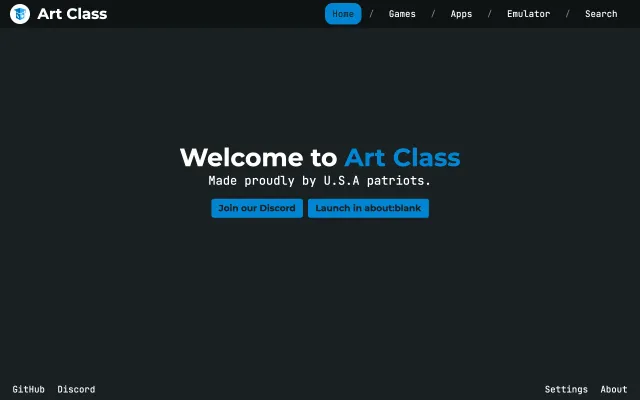 Art Class
Home / Games / Apps / Emulator / Search
Welcome to Art Class
Made proudly by U.S.A patriots.
Join our Discord Launch in about:blank
GitHub Discord Settings About